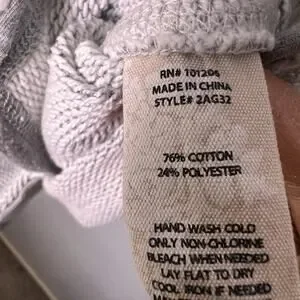 RN# 101206
MADE IN CHINA
STYLE# 2AG32
76% COTTON
24% POLYESTER
HAND WASH COLD
ONLY NON-CHLORINE
BLEACH WHEN NEEDED
LAY FLAT TO DRY
COOL IRON IF NEEDED